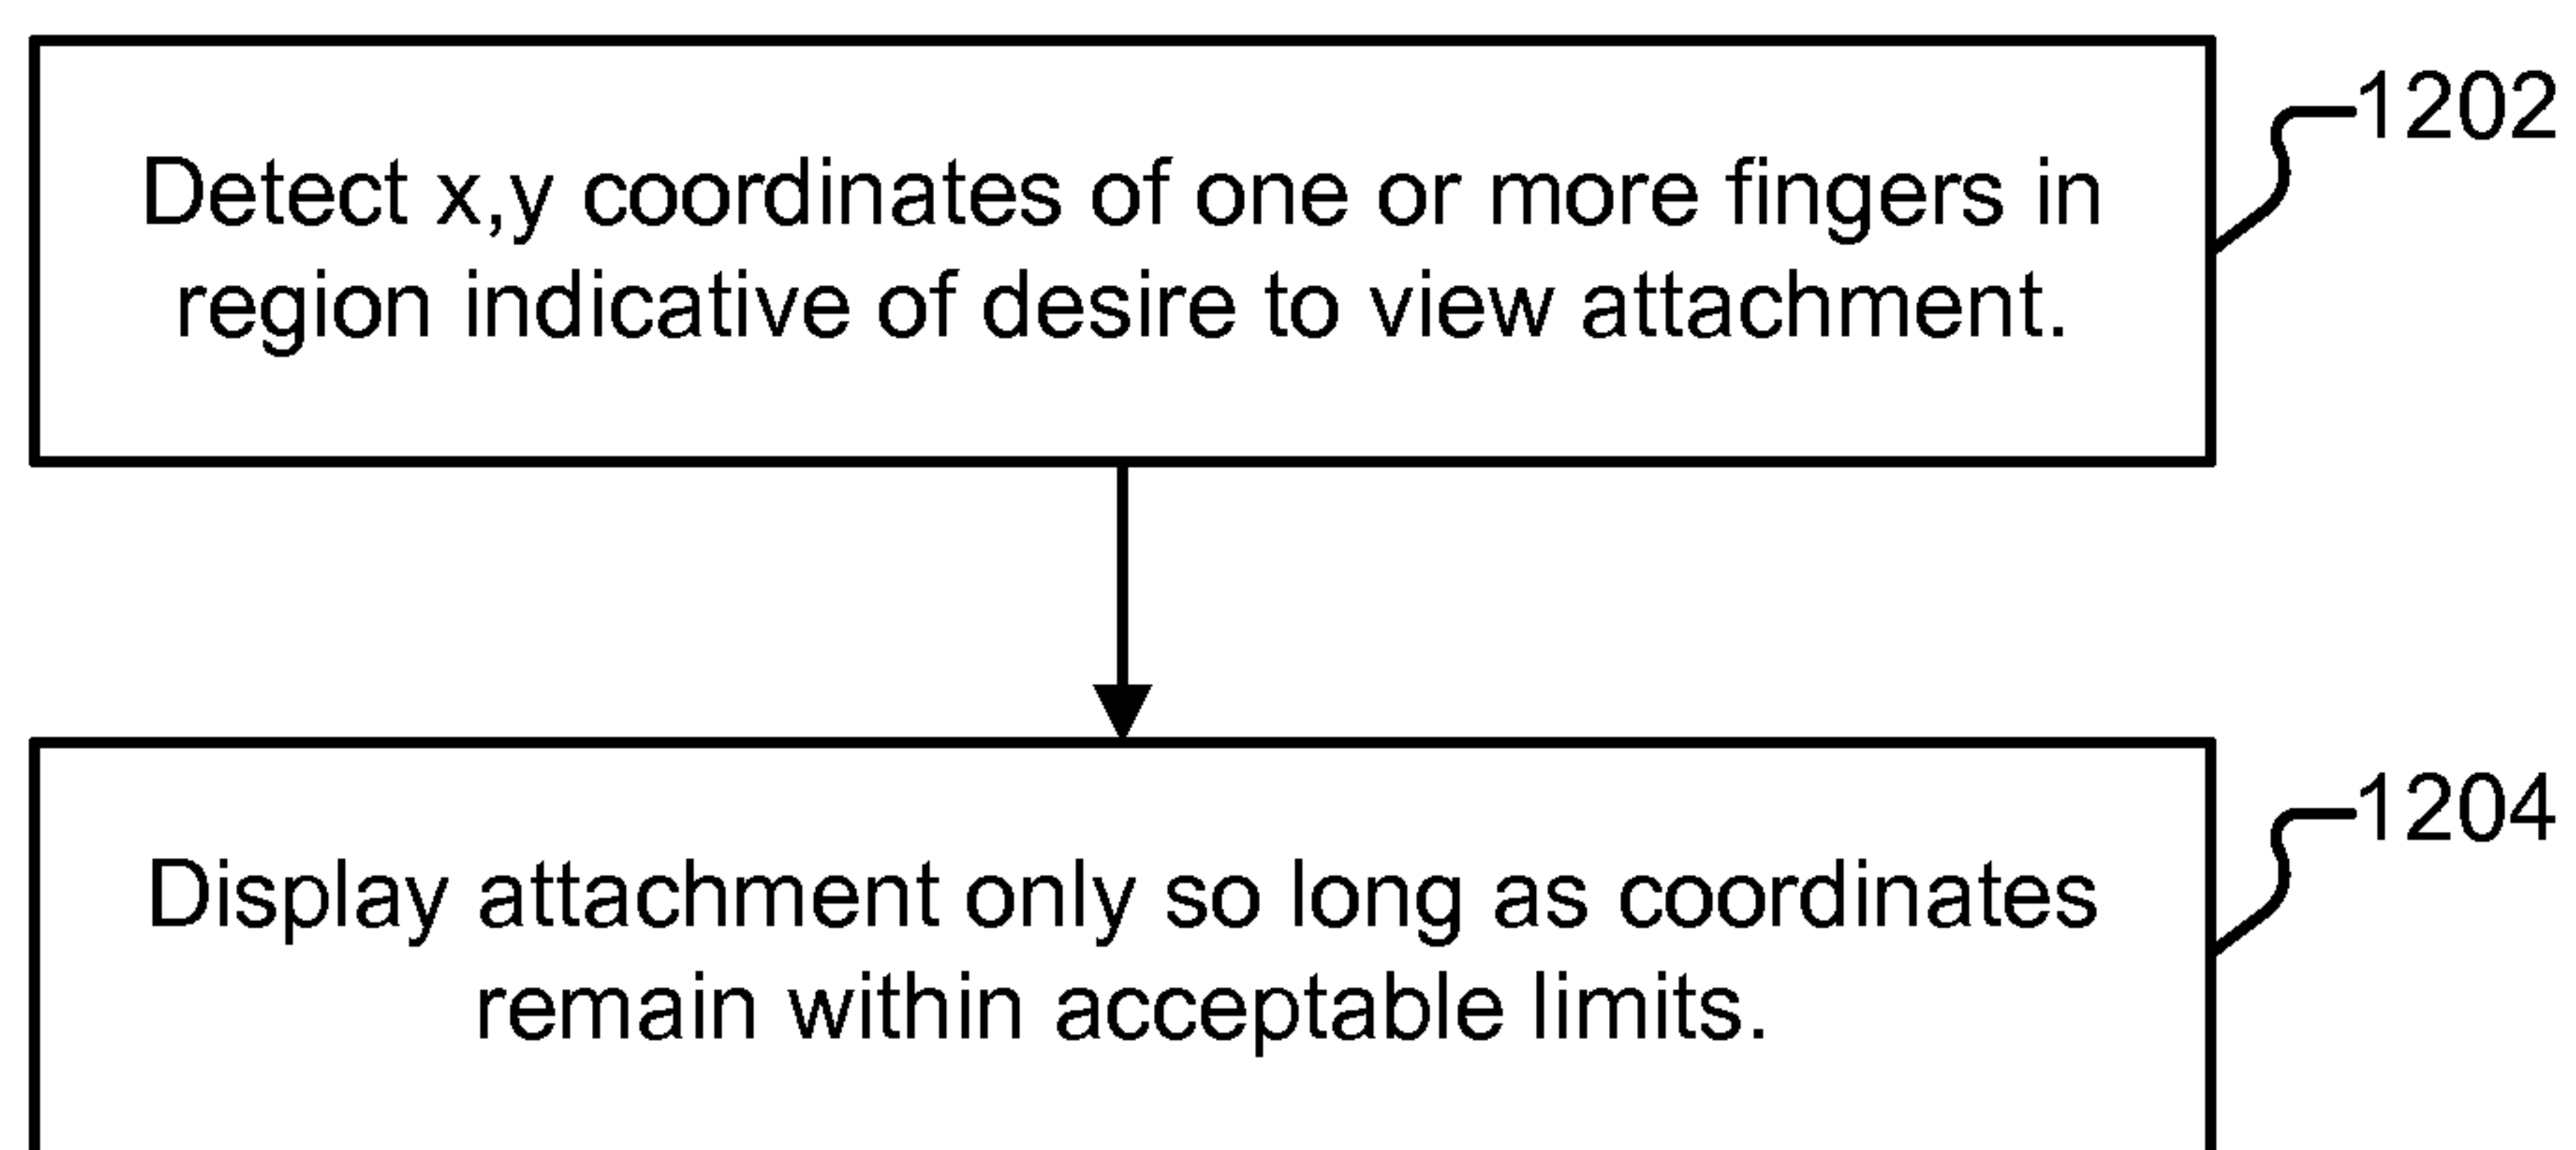 1202
Detect x,y coordinates of one or more fingers in
region indicative of desire to view attachment.
1204
Display attachment only so long as coordinates
remain within acceptable limits.